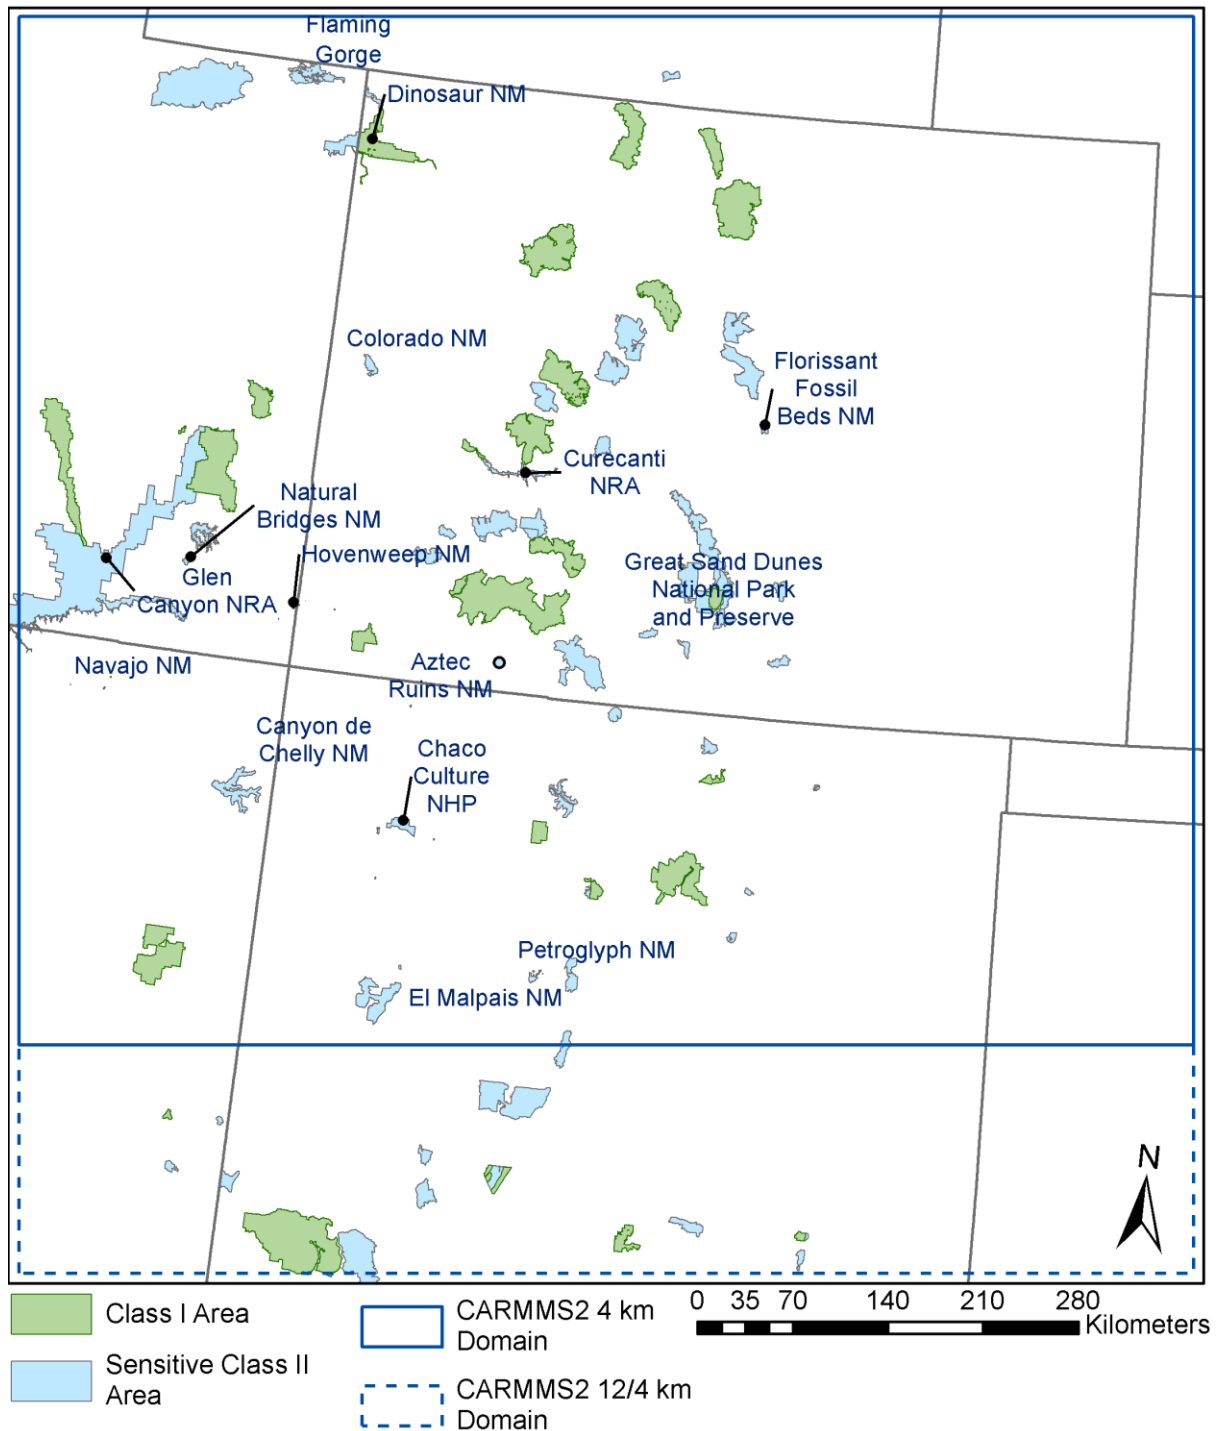 Flaming
Gorge
Dinosaur NM
Colorado NM
Florissant
Fossil
Beds NM
Curecanti
NRA
Natural
Bridges NM
Hovenweep NM
Glen
Canyon NRA
Great Sand Dunes
National Park
and Preserve
Navajo NM
Aztec
Ruins NM
Canyon de
Chelly NM
Chaco
Culture
NHP
Petroglyph NM
El Malpais NM
N
Class I Area
Sensitive Class II
Area
CARMMS2 4 km
Domain
CARMMS2 12/4 km
Domain
0 35 70 140 210 280
Kilometers